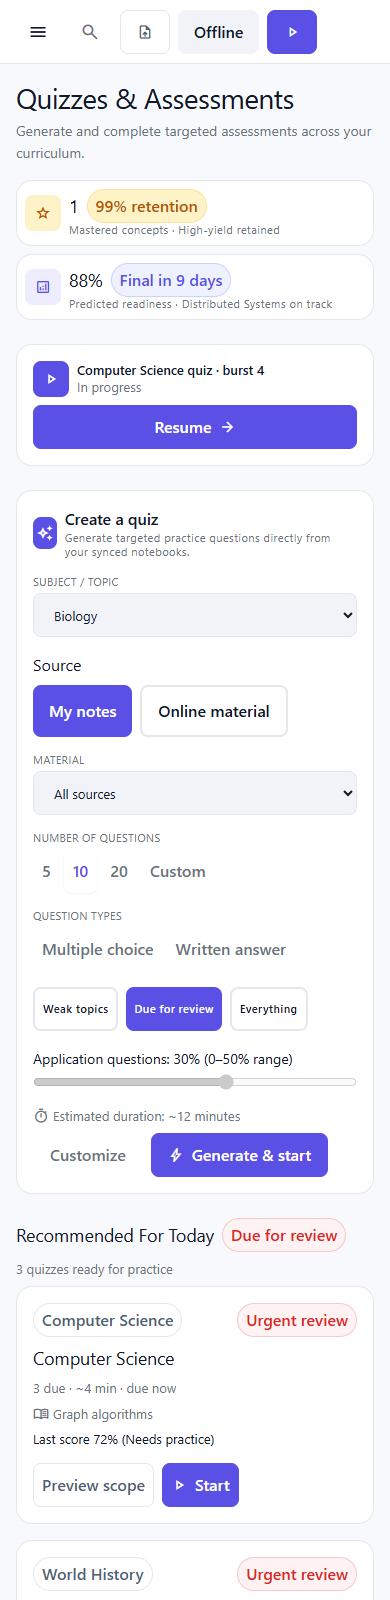 Offline
Quizzes & Assessments
Generate and complete targeted assessments across your
curriculum.
1 99% retention
Mastered concepts · High-yield retained
88% Final in 9 days
Predicted readiness · Distributed Systems on track
Computer Science quiz · burst 4
In progress
Resume →
Create a quiz
Generate targeted practice questions directly from
your synced notebooks.
SUBJECT / TOPIC
Biology
Source
My notes Online material
MATERIAL
All sources
NUMBER OF QUESTIONS
5 10 20 Custom
QUESTION TYPES
Multiple choice Written answer
Weak topics Due for review Everything
Application questions: 30% (0–50% range)
Estimated duration: ~12 minutes
Customize Generate & start
Recommended For Today Due for review
3 quizzes ready for practice
Computer Science Urgent review
Computer Science
3 due · ~4 min · due now
Graph algorithms
Last score 72% (Needs practice)
Preview scope Start
World History Urgent review